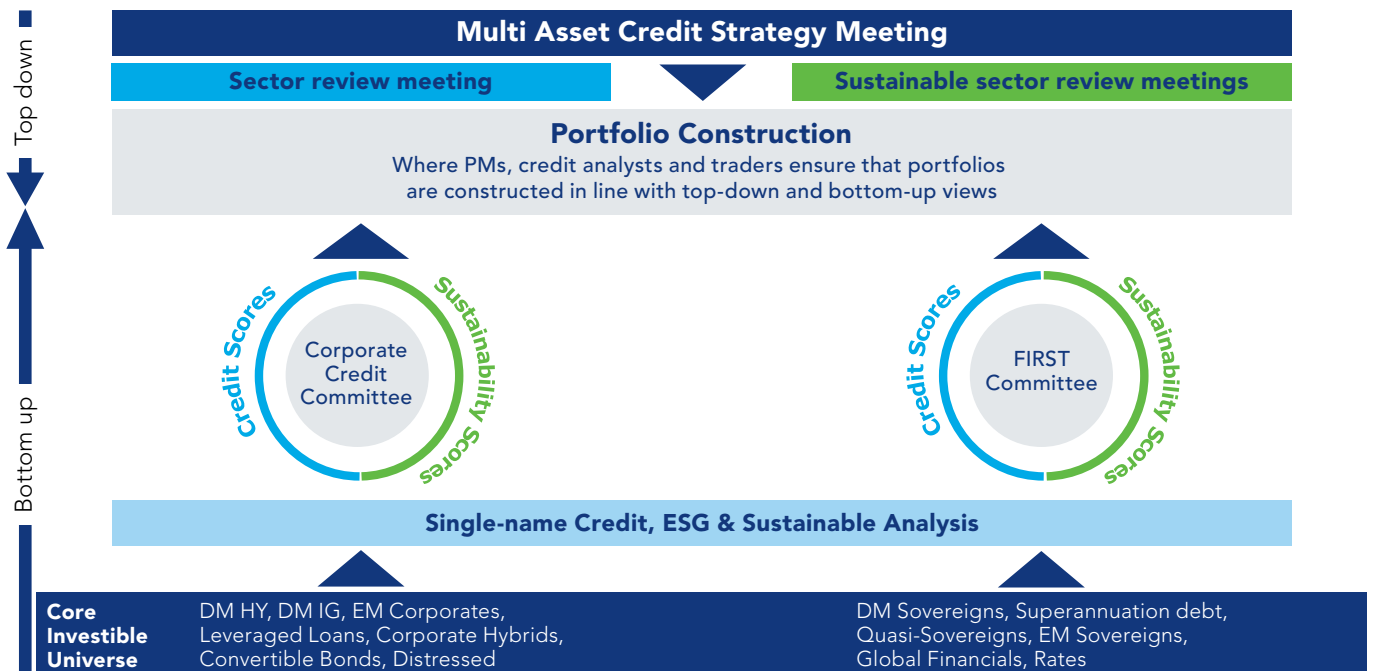 Multi Asset Credit Strategy Meeting
Top down
Sector review meeting
Sustainable sector review meetings
Portfolio Construction
Where PMs, credit analysts and traders ensure that portfolios
are constructed in line with top-down and bottom-up views
Bottom up
Credit Scores
Sustainability Scores
Corporate
Credit
Committee
Credit Scores
Sustainability Scores
FIRST
Committee
Single-name Credit, ESG & Sustainable Analysis
Core
Investible
Universe
DM HY, DM IG, EM Corporates,
Leveraged Loans, Corporate Hybrids,
Convertible Bonds, Distressed
DM Sovereigns, Superannuation debt,
Quasi-Sovereigns, EM Sovereigns,
Global Financials, Rates